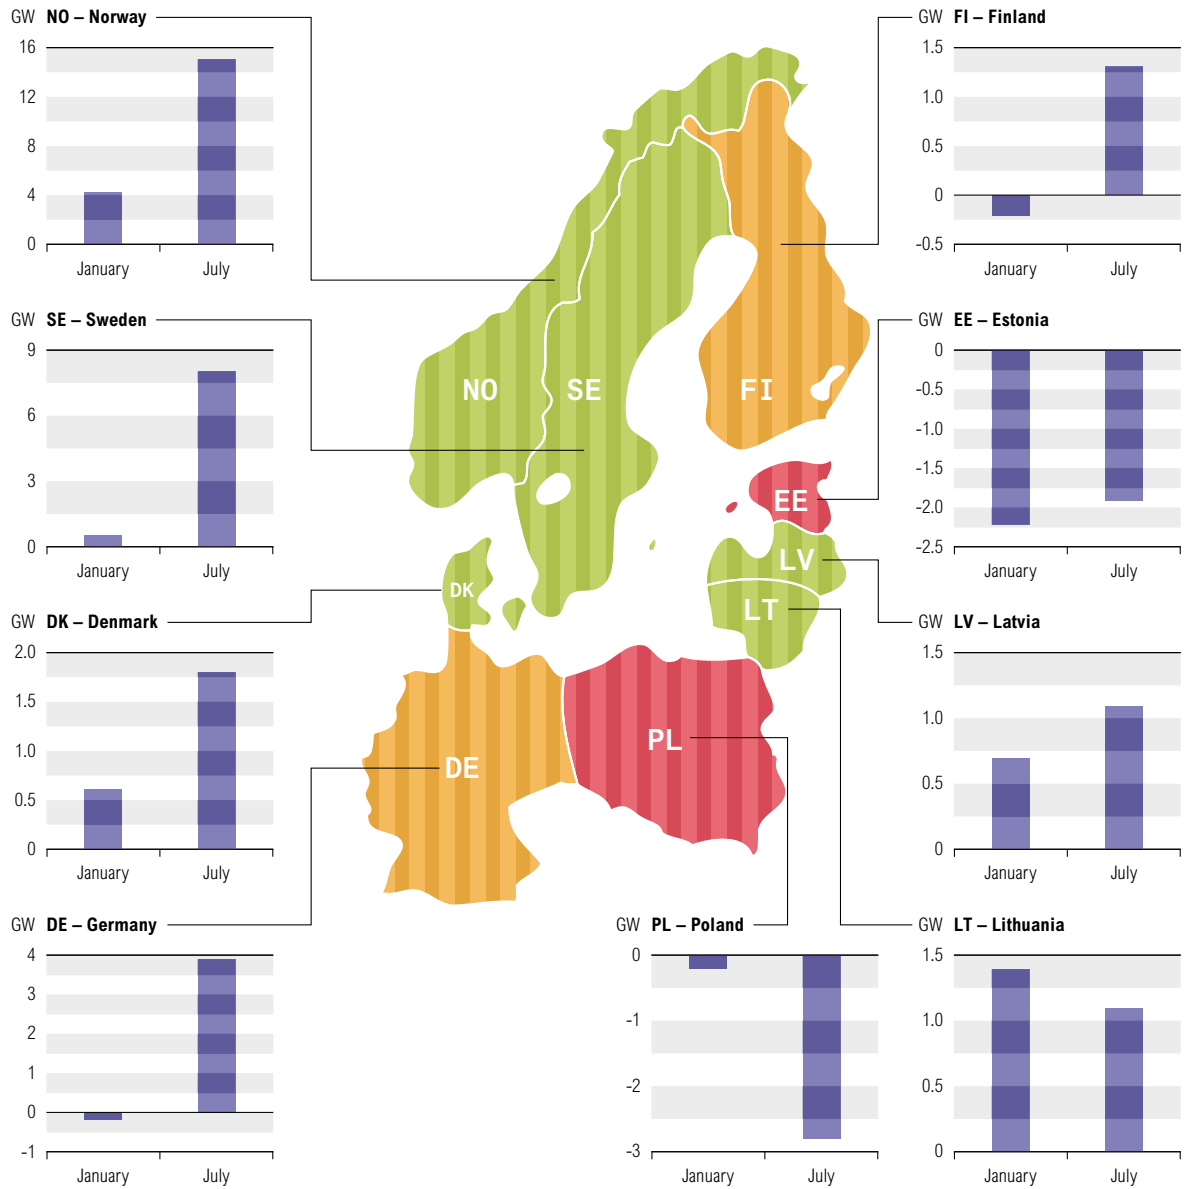 GW NO – Norway
16
12
8
4
0
January July
GW SE – Sweden
9
6
3
0
January July
GW DK – Denmark
2.0
1.5
1.0
0.5
0
January July
GW DE – Germany
4
3
2
1
0
-1
January July
NO
SE
FI
EE
LV
DK
LT
PL
DE
GW FI – Finland
1.5
1.0
0.5
0
-0.5
January July
GW EE – Estonia
0
-0.5
-1.0
-1.5
-2.0
-2.5
January July
GW LV – Latvia
1.5
1.0
0.5
0
January July
GW PL – Poland
0
-1
-2
-3
January July
GW LT – Lithuania
1.5
1.0
0.5
0
January July